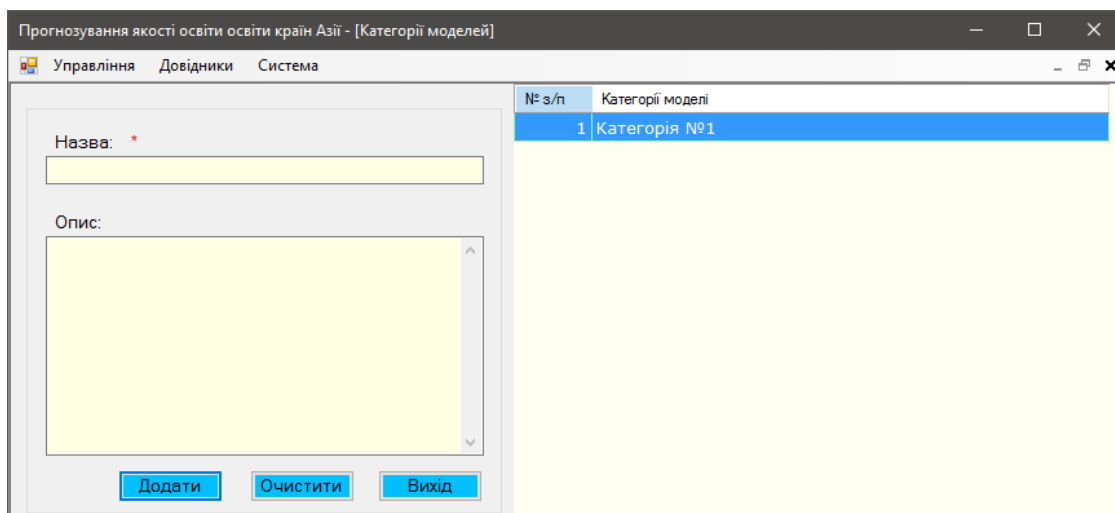 Прогнозування якості освіти освіти країн Азії - [Категорії моделей]
Управління Довідники Система
№ з/п Категорії моделі
1 Категорія №1
Назва: *
Опис:
Додати Очистити Вихід